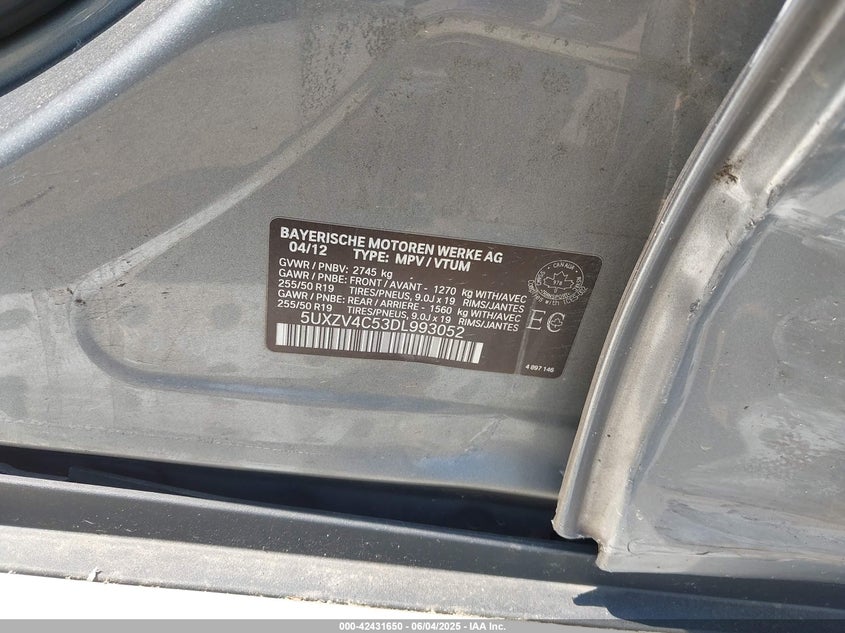 BAYERISCHE MOTOREN WERKE AG
04/12 TYPE: MPV / VTUM
GVWR / PNBV: 2745 kg
GAWR / PNBE: FRONT / AVANT - 1270 kg WITH/AVEC
255/50 R19 TIRES/PNEUS, 9.0J x 19 RIMS/JANTES
GAWR / PNBE: REAR / ARRIERE - 1560 kg WITH/AVEC
255/50 R19 TIRES/PNEUS, 9.0J x 19 RIMS/JANTES
5UXZV4C53DL993052
CANADA
978
EC
4 897 146
000-42431650 - 06/04/2025 - IAA Inc.